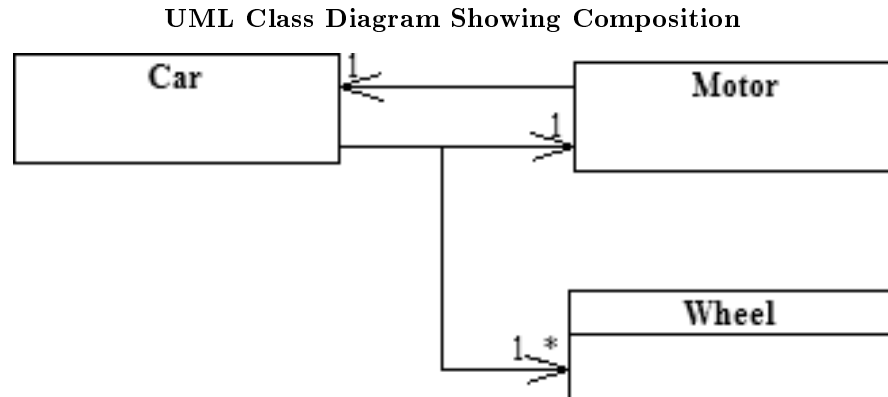 UML Class Diagram Showing Composition
Car
1
Motor
1
Wheel
1..*